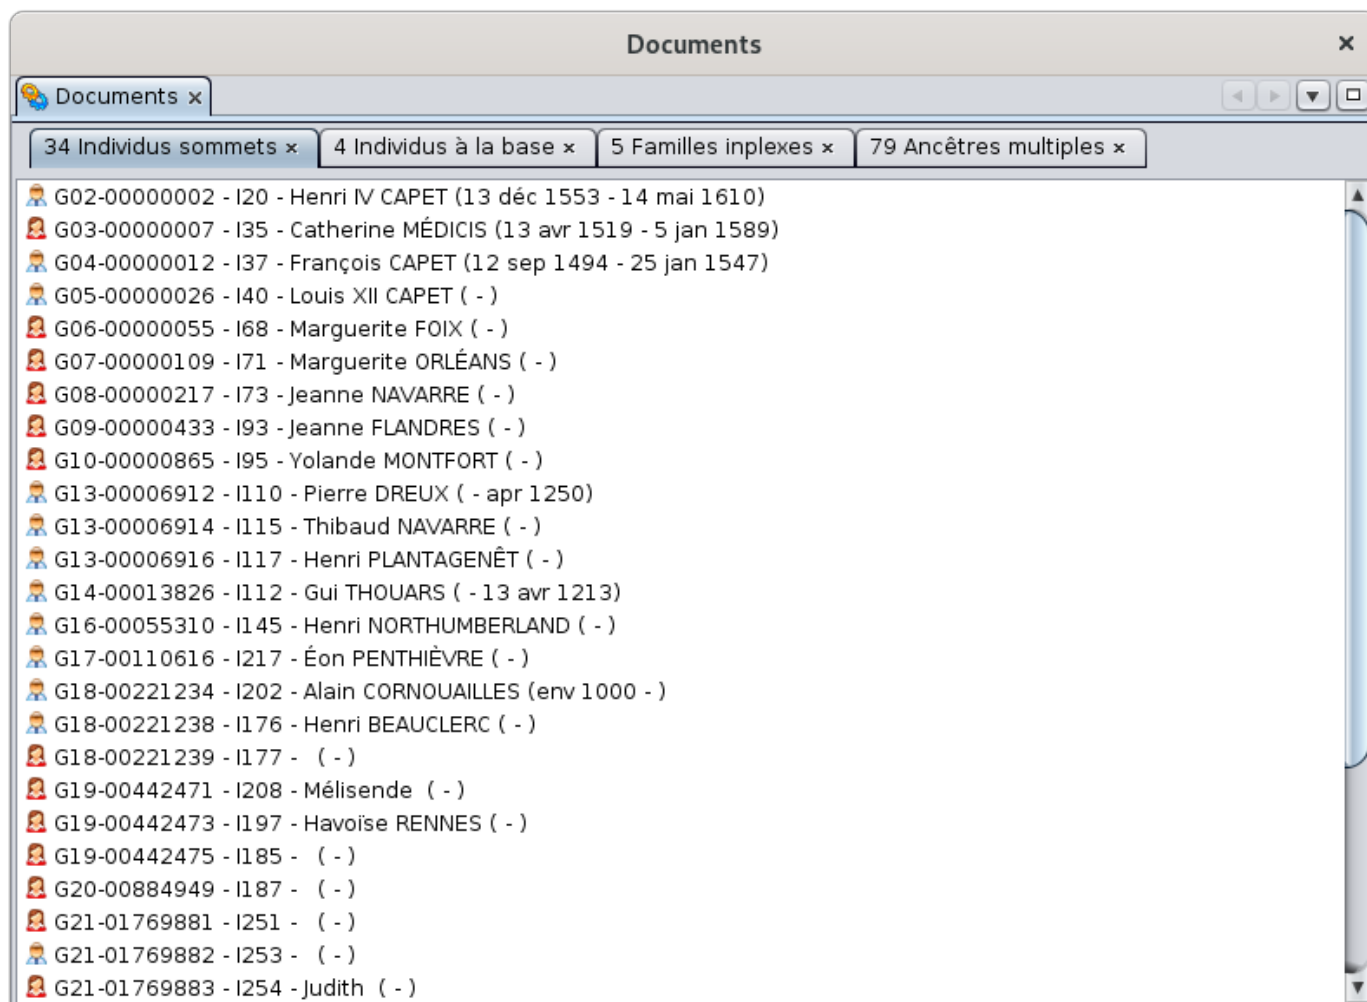 Documents ×
Documents ×
34 Individus sommets × 4 Individus à la base × 5 Familles inplexes × 79 Ancêtres multiples ×
G02-00000002 - I20 - Henri IV CAPET (13 déc 1553 - 14 mai 1610)
G03-00000007 - I35 - Catherine MÉDICIS (13 avr 1519 - 5 jan 1589)
G04-00000012 - I37 - François CAPET (12 sep 1494 - 25 jan 1547)
G05-00000026 - I40 - Louis XII CAPET ( - )
G06-00000055 - I68 - Marguerite FOIX ( - )
G07-00000109 - I71 - Marguerite ORLÉANS ( - )
G08-00000217 - I73 - Jeanne NAVARRE ( - )
G09-00000433 - I93 - Jeanne FLANDRES ( - )
G10-00000865 - I95 - Yolande MONTFORT ( - )
G13-00006912 - I110 - Pierre DREUX ( - apr 1250)
G13-00006914 - I115 - Thibaud NAVARRE ( - )
G13-00006916 - I117 - Henri PLANTAGENÊT ( - )
G14-00013826 - I112 - Gui THOUARS ( - 13 avr 1213)
G16-00055310 - I145 - Henri NORTHUMBERLAND ( - )
G17-00110616 - I217 - Éon PENTHIÈVRE ( - )
G18-00221234 - I202 - Alain CORNOUAILLES (env 1000 - )
G18-00221238 - I176 - Henri BEAUCLERC ( - )
G18-00221239 - I177 -  ( - )
G19-00442471 - I208 - Mélisende  ( - )
G19-00442473 - I197 - Havoïse RENNES ( - )
G19-00442475 - I185 -  ( - )
G20-00884949 - I187 -  ( - )
G21-01769881 - I251 -  ( - )
G21-01769882 - I253 -  ( - )
G21-01769883 - I254 - Judith  ( - )